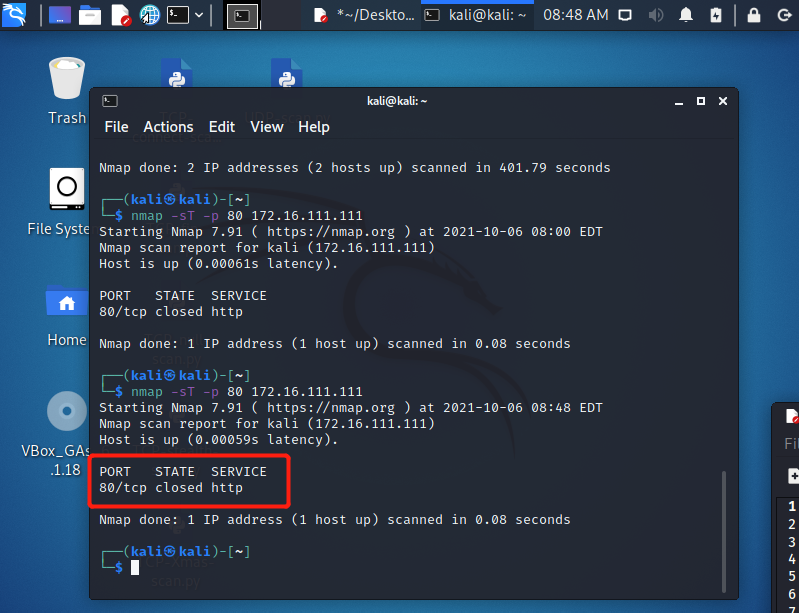 *~/Deskto...
kali@kali: ~
08:48 AM
Trash
File Syste
Home
VBox_GAs
.1.18
kali@kali: ~
File Actions Edit View Help
Nmap done: 2 IP addresses (2 hosts up) scanned in 401.79 seconds
┌──(kali㉿kali)-[~]
└─$ nmap -sT -p 80 172.16.111.111
Starting Nmap 7.91 ( https://nmap.org ) at 2021-10-06 08:00 EDT
Nmap scan report for kali (172.16.111.111)
Host is up (0.00061s latency).
PORT   STATE  SERVICE
80/tcp closed http
Nmap done: 1 IP address (1 host up) scanned in 0.08 seconds
┌──(kali㉿kali)-[~]
└─$ nmap -sT -p 80 172.16.111.111
Starting Nmap 7.91 ( https://nmap.org ) at 2021-10-06 08:48 EDT
Nmap scan report for kali (172.16.111.111)
Host is up (0.00059s latency).
PORT   STATE  SERVICE
80/tcp closed http
Nmap done: 1 IP address (1 host up) scanned in 0.08 seconds
┌──(kali㉿kali)-[~]
└─$
scan.py
Fil
1
2
3
4
5
6
7